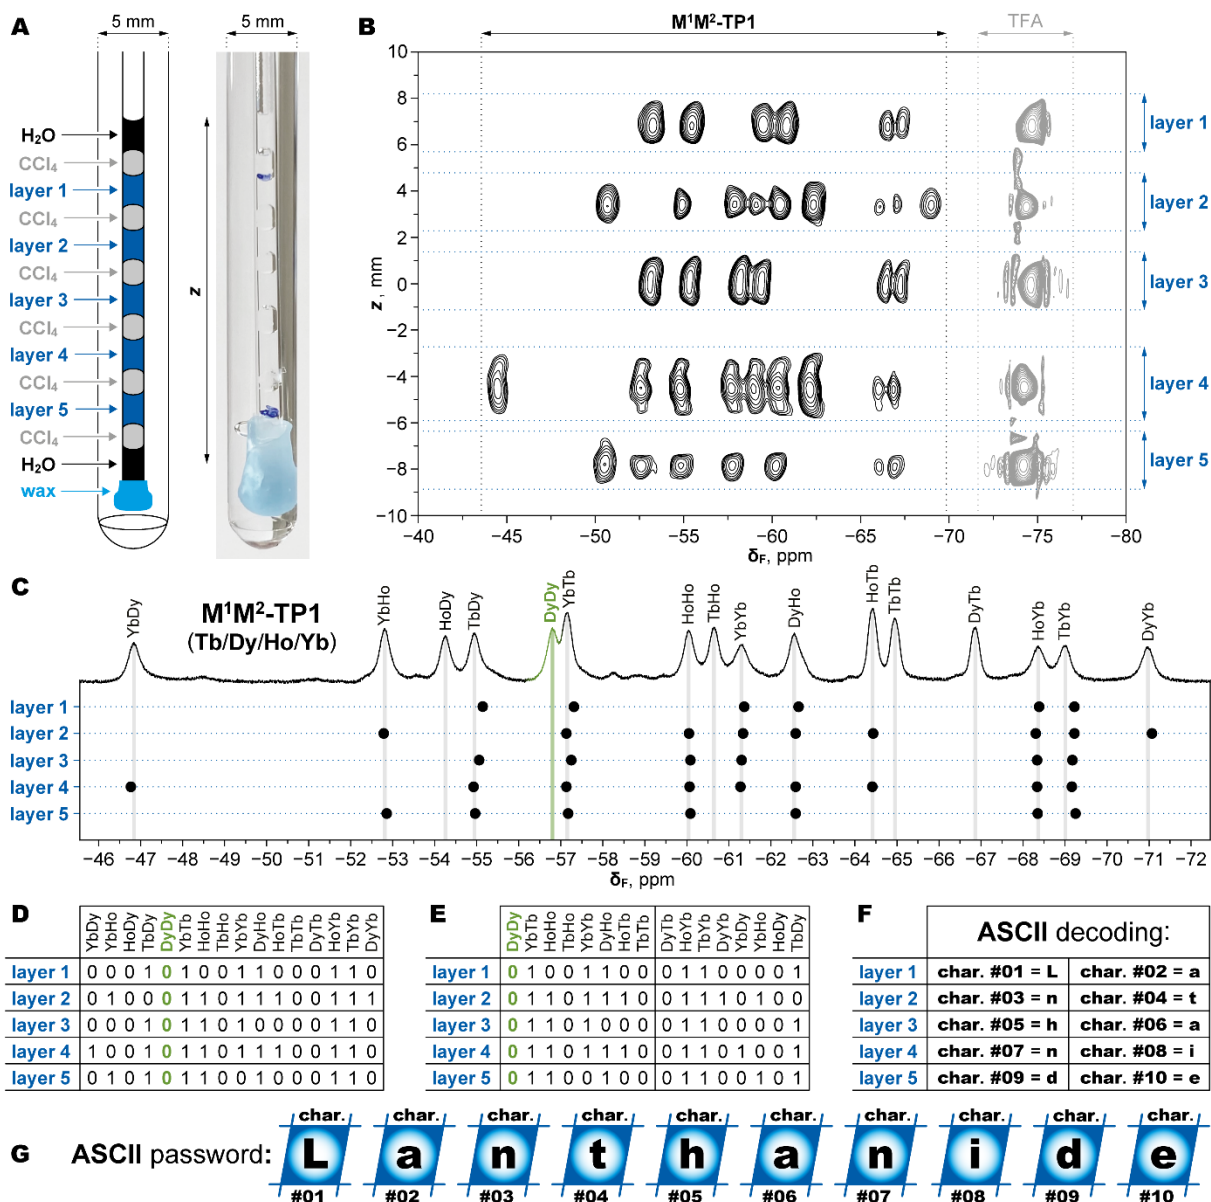 A
5 mm
5 mm
H₂O
CCl₄
layer 1
CCl₄
layer 2
CCl₄
layer 3
CCl₄
layer 4
CCl₄
layer 5
CCl₄
H₂O
wax
z
B
M¹M²-TP1
TFA
10
8
6
4
2
0
−2
−4
−6
−8
−10
z, mm
layer 1
layer 2
layer 3
layer 4
layer 5
−40 −45 −50 −55 −60 −65 −70 −75 −80
δF, ppm
C
M¹M²-TP1
(Tb/Dy/Ho/Yb)
YbDy YbHo HoDy TbDy DyDy YbTb HoHo TbHo YbYb DyHo HoTb TbTb DyTb HoYb TbYb DyYb
layer 1
layer 2
layer 3
layer 4
layer 5
−46 −47 −48 −49 −50 −51 −52 −53 −54 −55 −56 −57 −58 −59 −60 −61 −62 −63 −64 −65 −66 −67 −68 −69 −70 −71 −72
δF, ppm
D
YbDy YbHo HoDy TbDy DyDy YbTb HoHo TbHo YbYb DyHo HoTb TbTb DyTb HoYb TbYb DyYb
layer 1 0 0 0 1 0 1 0 0 1 1 0 0 0 1 1 0
layer 2 0 1 0 0 0 1 1 0 1 1 1 0 0 1 1 1
layer 3 0 0 0 1 0 1 1 0 1 0 0 0 0 1 1 0
layer 4 1 0 0 1 0 1 1 0 1 1 1 0 0 1 1 0
layer 5 0 1 0 1 0 1 1 0 0 1 0 0 0 1 1 0
E
DyDy YbTb HoHo TbHo YbYb DyHo HoTb TbTb DyTb HoYb TbYb DyYb YbDy YbHo HoDy TbDy
layer 1 0 1 0 0 1 1 0 0 0 1 1 0 0 0 0 1
layer 2 0 1 1 0 1 1 1 0 0 1 1 1 0 1 0 0
layer 3 0 1 1 0 1 0 0 0 0 1 1 0 0 0 0 1
layer 4 0 1 1 0 1 1 1 0 0 1 1 0 1 0 0 1
layer 5 0 1 1 0 0 1 0 0 0 1 1 0 0 1 0 1
F
ASCII decoding:
layer 1 char. #01 = L char. #02 = a
layer 2 char. #03 = n char. #04 = t
layer 3 char. #05 = h char. #06 = a
layer 4 char. #07 = n char. #08 = i
layer 5 char. #09 = d char. #10 = e
G
ASCII password:
char. char. char. char. char. char. char. char. char. char.
L a n t h a n i d e
#01 #02 #03 #04 #05 #06 #07 #08 #09 #10